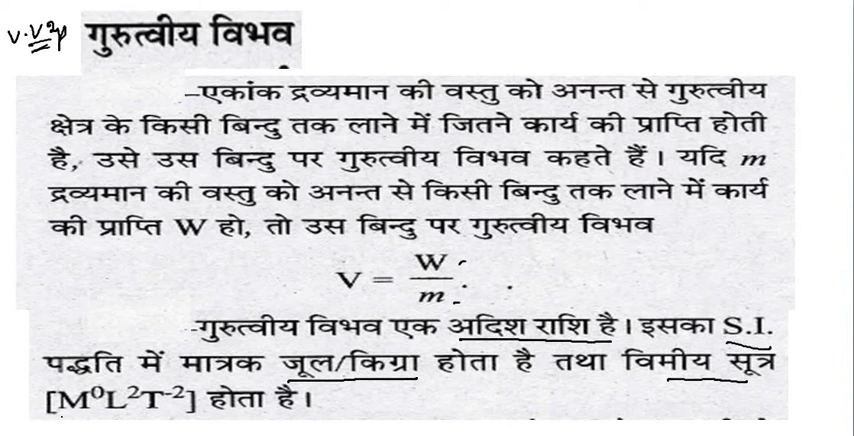 v.v२p गुरुत्वीय विभव
–एकांक द्रव्यमान की वस्तु को अनन्त से गुरुत्वीय
क्षेत्र के किसी बिन्दु तक लाने में जितने कार्य की प्राप्ति होती
है, उसे उस बिन्दु पर गुरुत्वीय विभव कहते हैं। यदि m
द्रव्यमान की वस्तु को अनन्त से किसी बिन्दु तक लाने में कार्य
की प्राप्ति W हो, तो उस बिन्दु पर गुरुत्वीय विभव
V = W/m
-गुरुत्वीय विभव एक अदिश राशि है। इसका S.I.
पद्धति में मात्रक जूल/किग्रा होता है तथा विमीय सूत्र
[M⁰L²T⁻²] होता है।